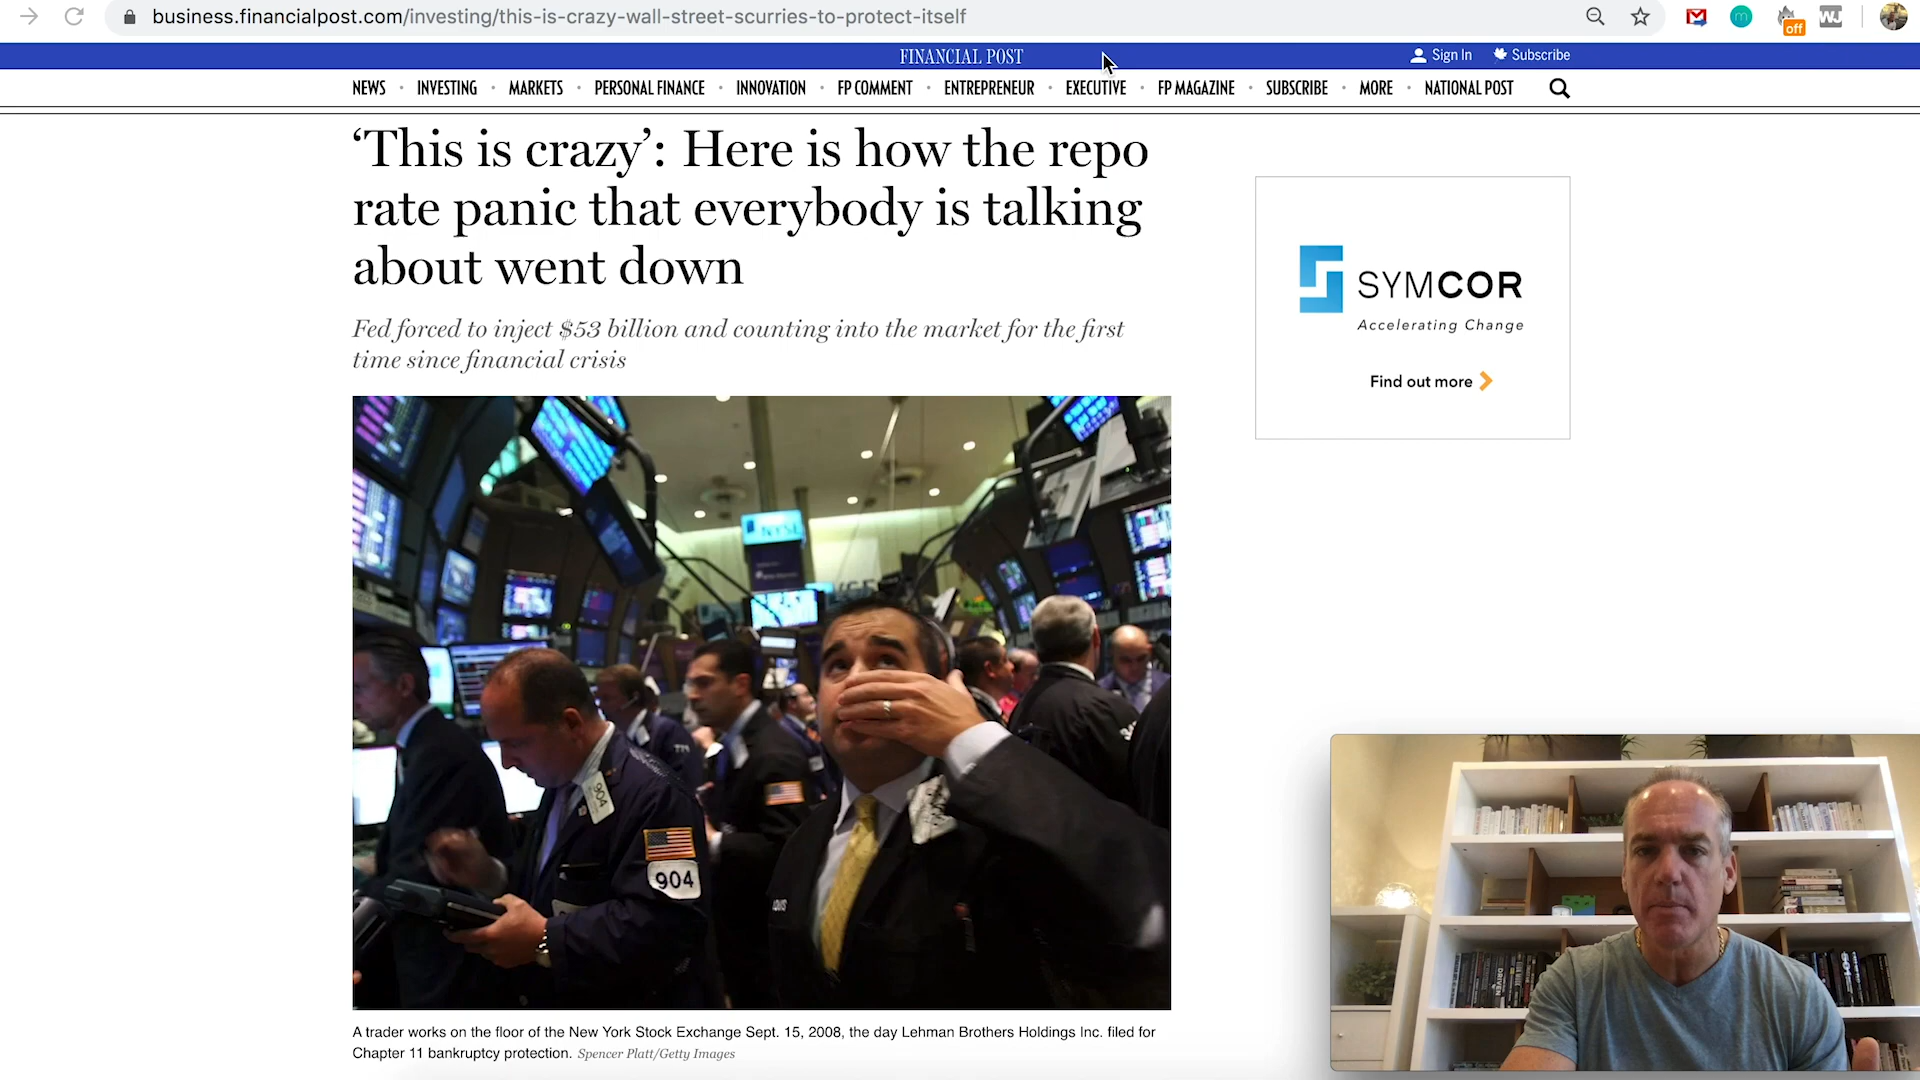 business.financialpost.com/investing/this-is-crazy-wall-street-scurries-to-protect-itself
off
WJ
FINANCIAL POST
Sign In
Subscribe
NEWS • INVESTING • MARKETS • PERSONAL FINANCE • INNOVATION • FP COMMENT • ENTREPRENEUR • EXECUTIVE • FP MAGAZINE • SUBSCRIBE • MORE • NATIONAL POST
‘This is crazy’: Here is how the repo
rate panic that everybody is talking
about went down
Fed forced to inject $53 billion and counting into the market for the first
time since financial crisis
SYMCOR
Accelerating Change
Find out more
904
904
A trader works on the floor of the New York Stock Exchange Sept. 15, 2008, the day Lehman Brothers Holdings Inc. filed for
Chapter 11 bankruptcy protection. Spencer Platt/Getty Images
DRIVEN